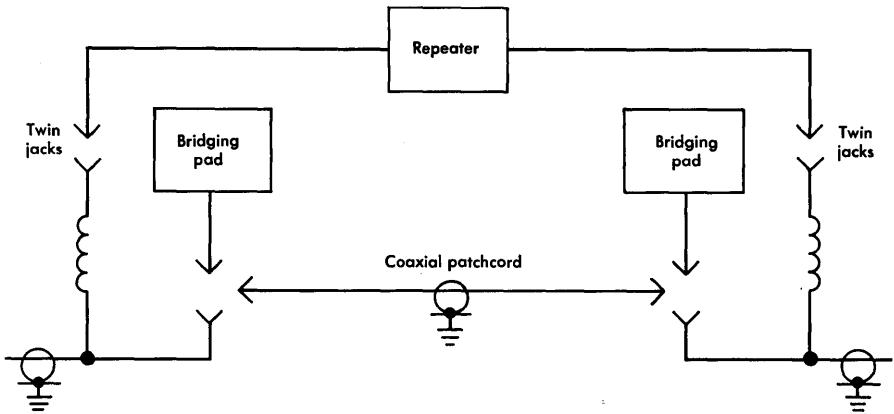 Repeater
Twin
jacks
Bridging
pad
Bridging
pad
Twin
jacks
Coaxial patchcord